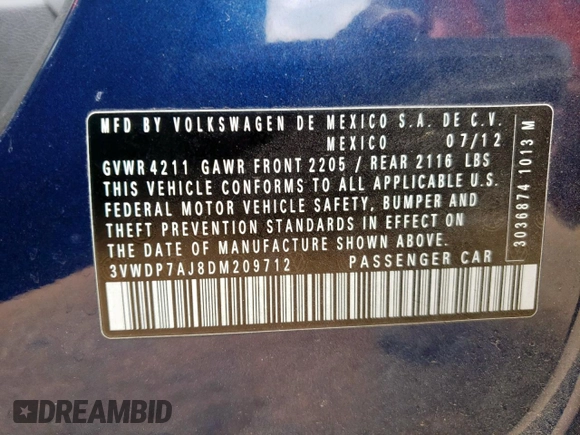 MFD BY VOLKSWAGEN DE MEXICO S.A. DE C.V.
MEXICO 07/12
GVWR 4211 GAWR FRONT 2205 / REAR 2116 LBS
THIS VEHICLE CONFORMS TO ALL APPLICABLE U.S.
FEDERAL MOTOR VEHICLE SAFETY, BUMPER AND
THEFT PREVENTION STANDARDS IN EFFECT ON
THE DATE OF MANUFACTURE SHOWN ABOVE.
3VWDP7AJ8DM209712 PASSENGER CAR
3036874 1013 M
DREAMBID